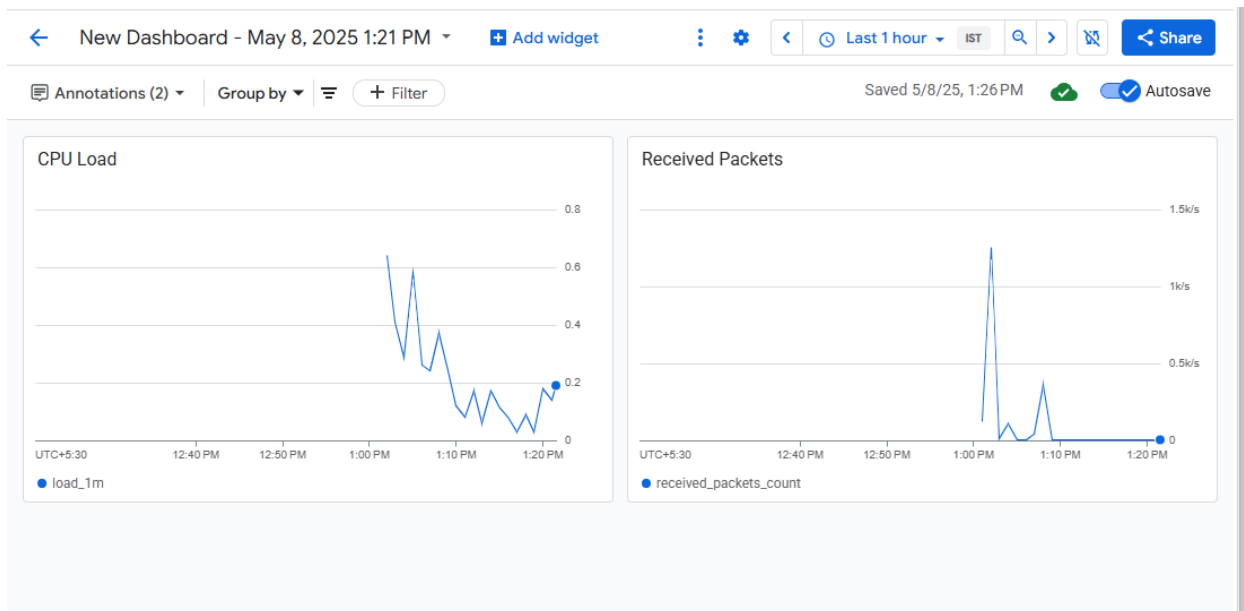 New Dashboard - May 8, 2025 1:21 PM
Add widget
Last 1 hour
IST
Share
Annotations (2)
Group by
Filter
Saved 5/8/25, 1:26 PM
Autosave
CPU Load
0.8
0.6
0.4
0.2
0
UTC+5:30 12:40 PM 12:50 PM 1:00 PM 1:10 PM 1:20 PM
load_1m
Received Packets
1.5k/s
1k/s
0.5k/s
0
UTC+5:30 12:40 PM 12:50 PM 1:00 PM 1:10 PM 1:20 PM
received_packets_count